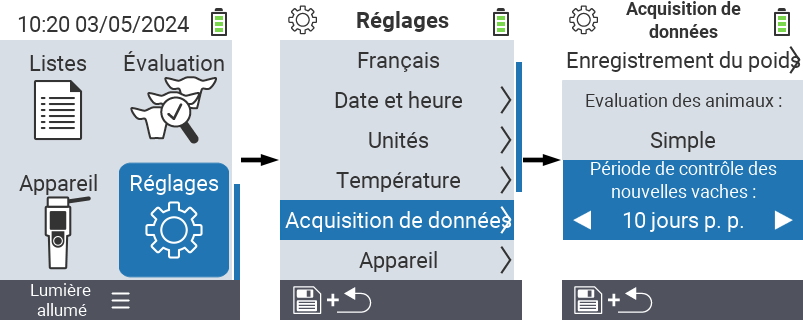 10:20 03/05/2024
Listes
Évaluation
Appareil
Réglages
Lumière
allumé
Réglages
Français
Date et heure
Unités
Température
Acquisition de données
Appareil
+
Acquisition de
données
Enregistrement du poids
Evaluation des animaux :
Simple
Période de contrôle des
nouvelles vaches :
10 jours p. p.
+